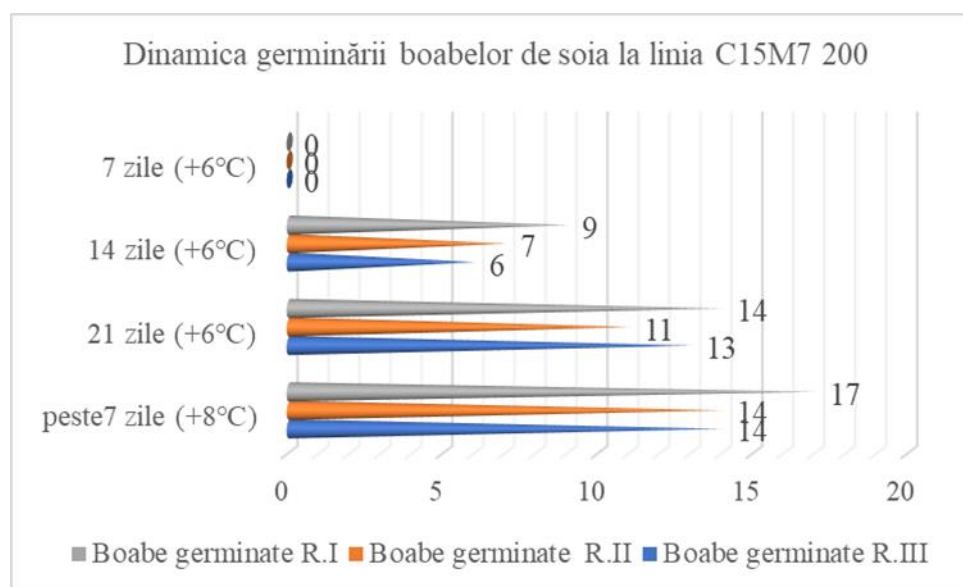 Dinamica germinării boabelor de soia la linia C15M7 200
7 zile (+6°C)
0
0
0
14 zile (+6°C)
9
7
6
21 zile (+6°C)
14
11
13
peste7 zile (+8°C)
17
14
14
0 5 10 15 20
Boabe germinate R.I Boabe germinate R.II Boabe germinate R.III